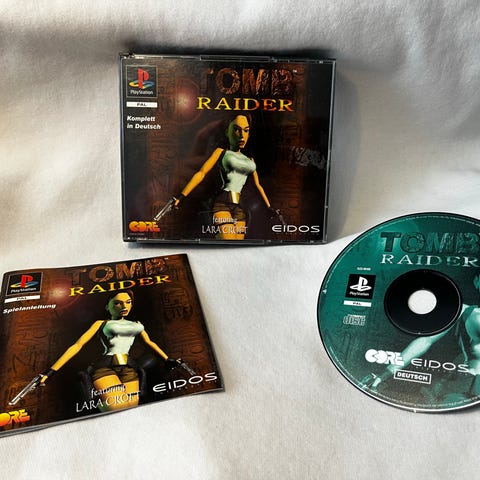 TOMB
RAIDER
PlayStation
PAL
Komplett
in Deutsch
featuring
LARA CROFT
CORE
EIDOS
TOMB
RAIDER
PlayStation
PAL
Spielanleitung
featuring
LARA CROFT
CORE
EIDOS
TOMB
RAIDER
PlayStation
PAL
CORE
EIDOS
DEUTSCH